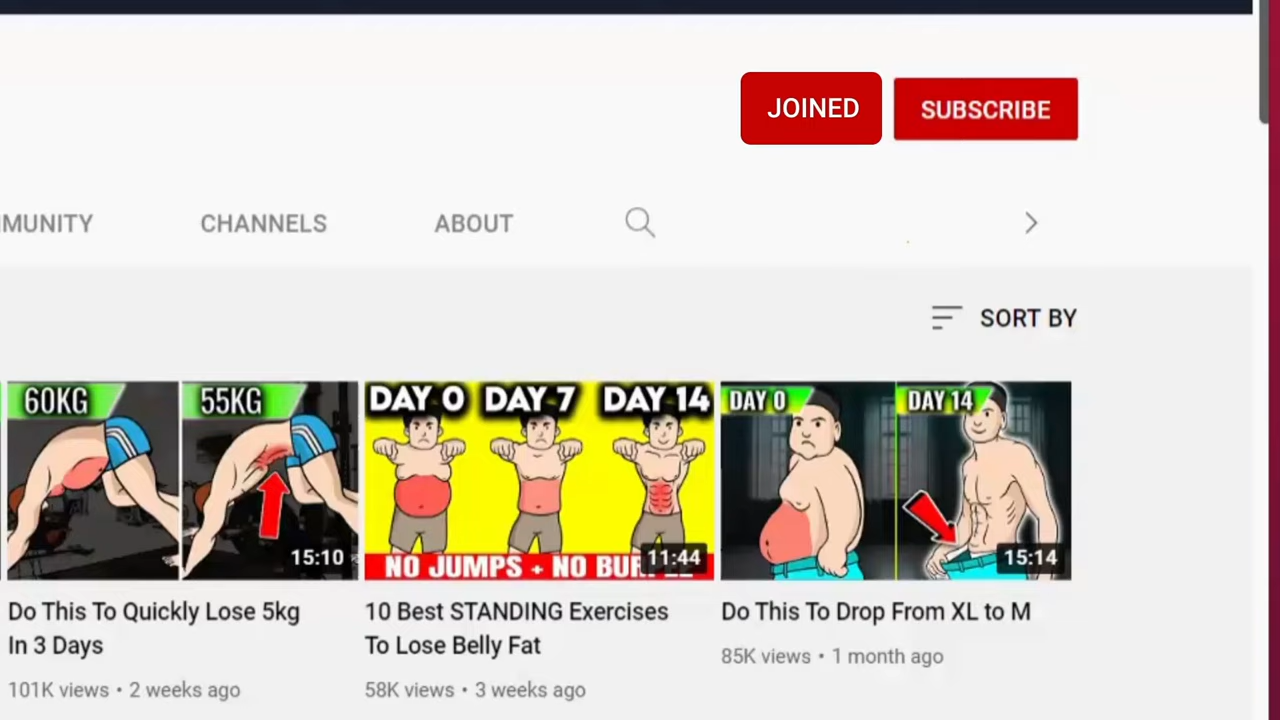 JOINED
SUBSCRIBE
MUNITY
CHANNELS
ABOUT
SORT BY
60KG
55KG
15:10
DAY 0 DAY 7 DAY 14
NO JUMPS + NO
11:44
DAY 0
DAY 14
15:14
Do This To Quickly Lose 5kg
In 3 Days
101K views • 2 weeks ago
10 Best STANDING Exercises
To Lose Belly Fat
58K views • 3 weeks ago
Do This To Drop From XL to M
85K views • 1 month ago